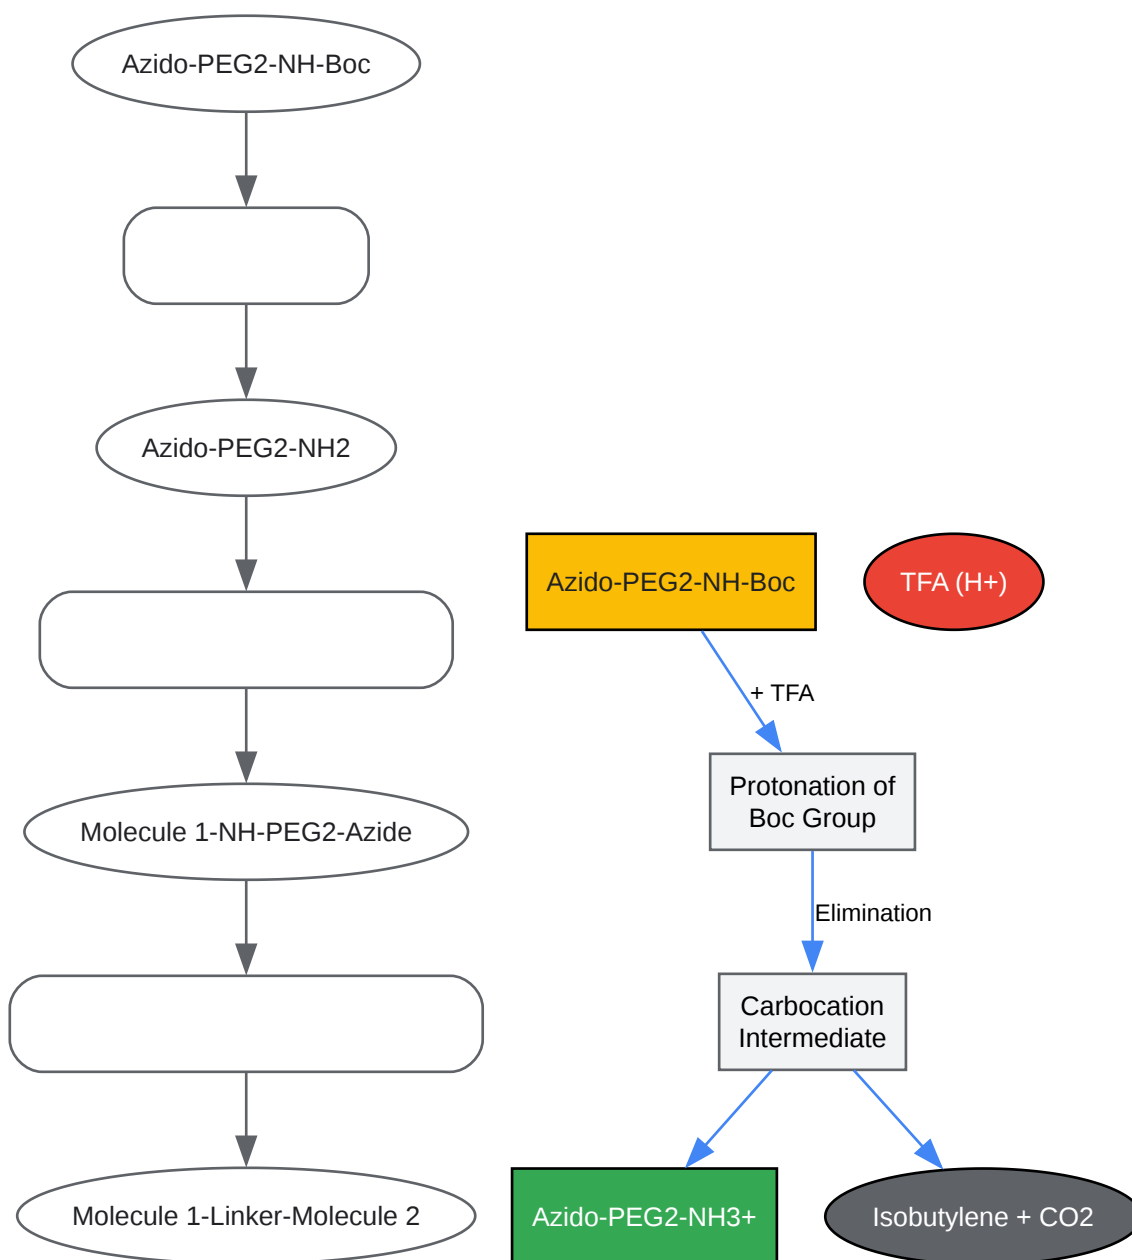 Azido-PEG2-NH-Boc
Azido-PEG2-NH2
Molecule 1-NH-PEG2-Azide
Molecule 1-Linker-Molecule 2
Azido-PEG2-NH-Boc
TFA (H+)
+ TFA
Protonation of
Boc Group
Elimination
Carbocation
Intermediate
Azido-PEG2-NH3+
Isobutylene + CO2